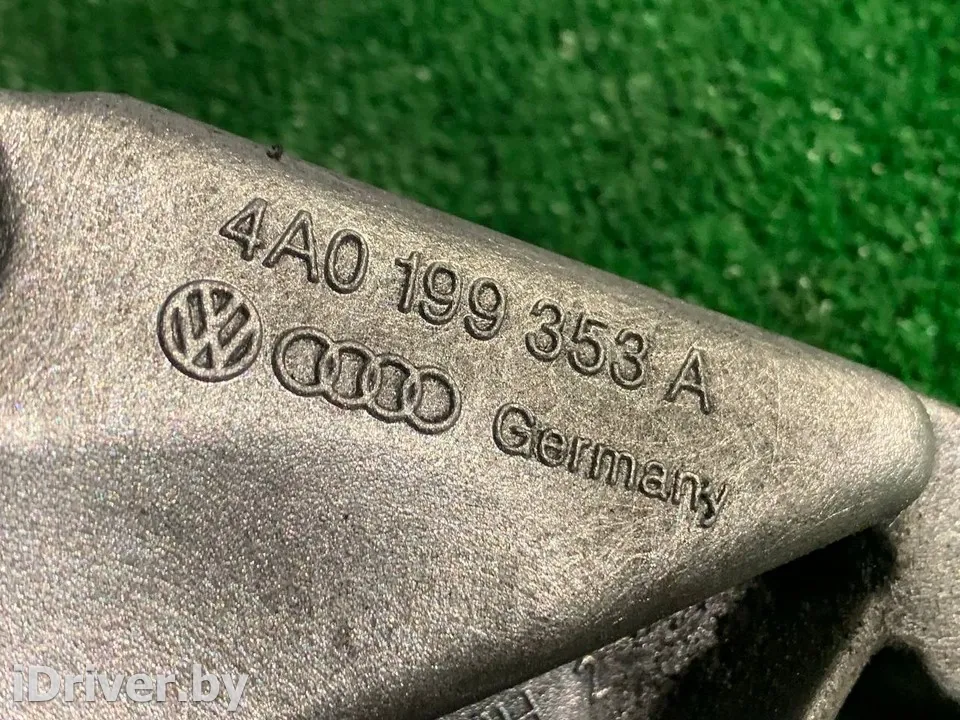 4A0 199 353 A
Germany
iDriver.by